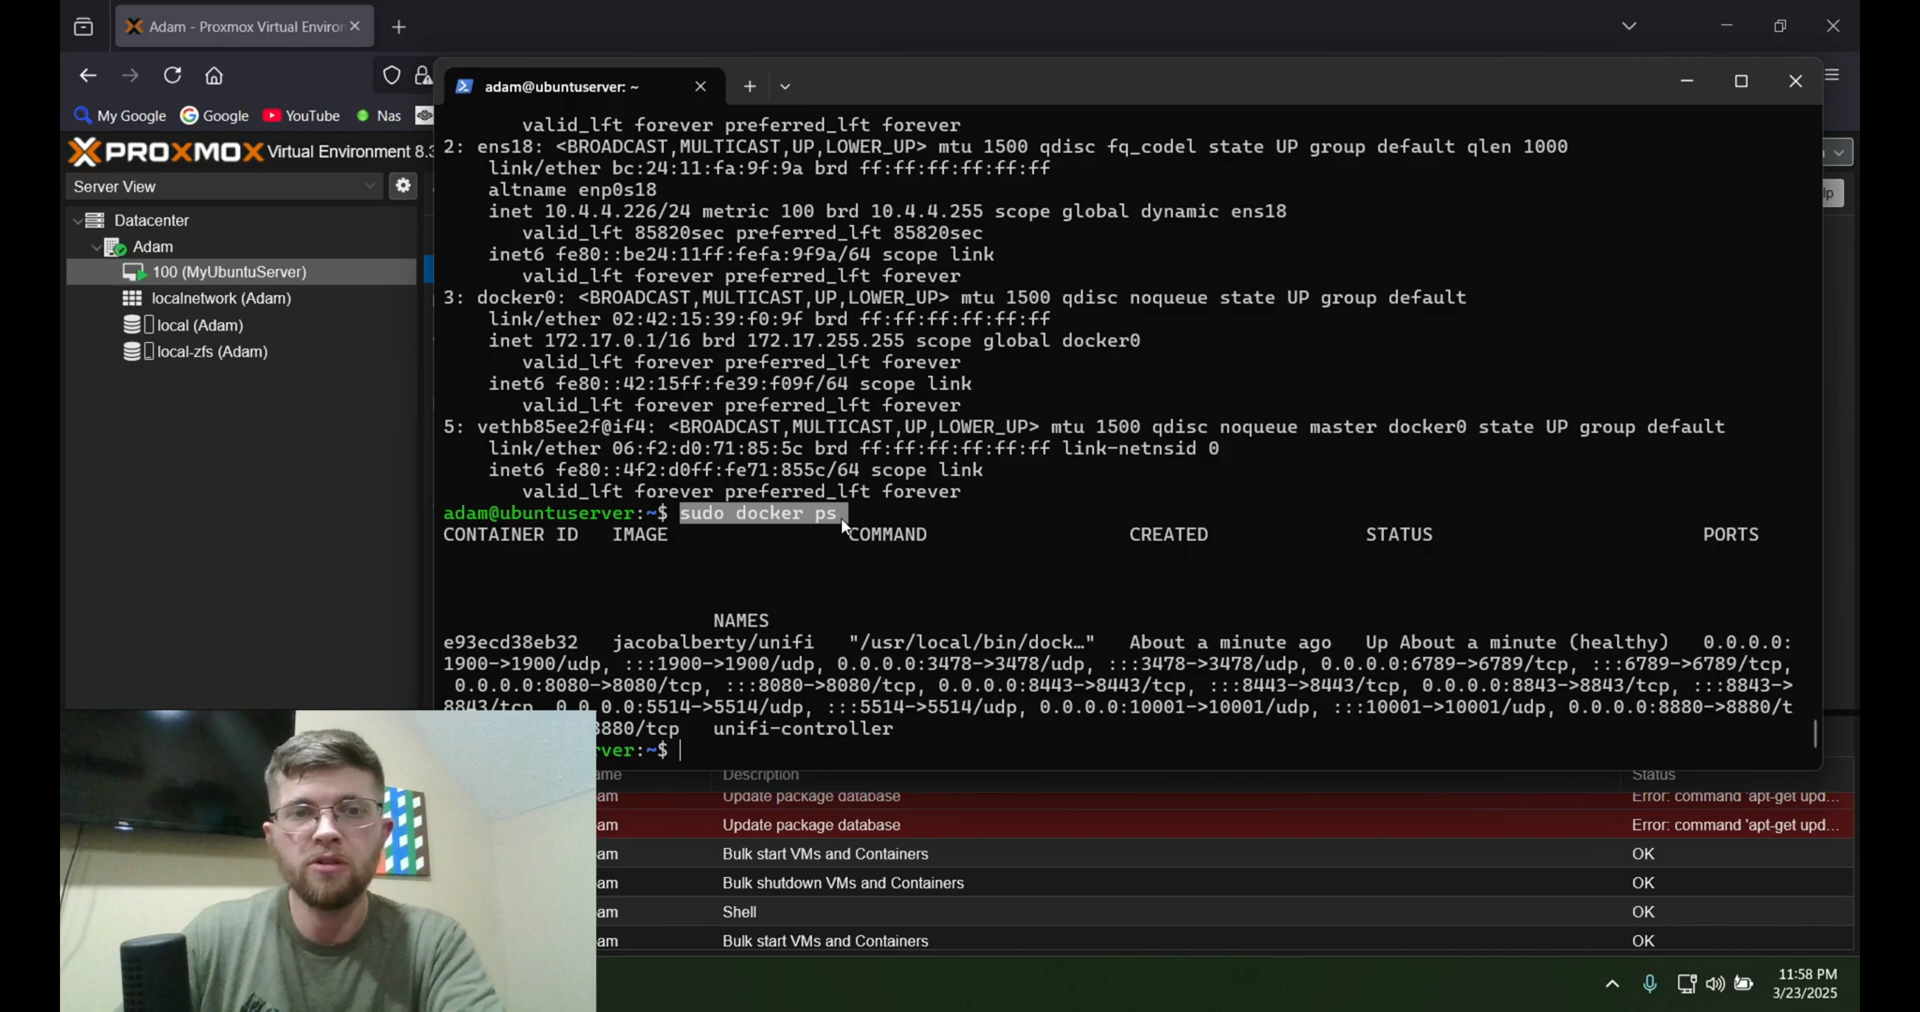 Adam - Proxmox Virtual Enviror
My Google
Google
YouTube
Nas
PROXMOX Virtual Environment 8.3
Server View
Datacenter
Adam
100 (MyUbuntuServer)
localnetwork (Adam)
local (Adam)
local-zfs (Adam)
adam@ubuntuserver: ~
valid_lft forever preferred_lft forever
2: ens18: <BROADCAST,MULTICAST,UP,LOWER_UP> mtu 1500 qdisc fq_codel state UP group default qlen 1000
link/ether bc:24:11:fa:9f:9a brd ff:ff:ff:ff:ff:ff
altname enp0s18
inet 10.4.4.226/24 metric 100 brd 10.4.4.255 scope global dynamic ens18
valid_lft 85820sec preferred_lft 85820sec
inet6 fe80::be24:11ff:fefa:9f9a/64 scope link
valid_lft forever preferred_lft forever
3: docker0: <BROADCAST,MULTICAST,UP,LOWER_UP> mtu 1500 qdisc noqueue state UP group default
link/ether 02:42:15:39:f0:9f brd ff:ff:ff:ff:ff:ff
inet 172.17.0.1/16 brd 172.17.255.255 scope global docker0
valid_lft forever preferred_lft forever
inet6 fe80::42:15ff:fe39:f09f/64 scope link
valid_lft forever preferred_lft forever
5: vethb85ee2f@if4: <BROADCAST,MULTICAST,UP,LOWER_UP> mtu 1500 qdisc noqueue master docker0 state UP group default
link/ether 06:f2:d0:71:85:5c brd ff:ff:ff:ff:ff:ff link-netnsid 0
inet6 fe80::4f2:d0ff:fe71:855c/64 scope link
valid_lft forever preferred_lft forever
adam@ubuntuserver:~$ sudo docker ps
CONTAINER ID IMAGE COMMAND CREATED STATUS PORTS
NAMES
e93ecd38eb32 jacobalberty/unifi "/usr/local/bin/dock…" About a minute ago Up About a minute (healthy) 0.0.0.0:
1900->1900/udp, :::1900->1900/udp, 0.0.0.0:3478->3478/udp, :::3478->3478/udp, 0.0.0.0:6789->6789/tcp, :::6789->6789/tcp,
0.0.0.0:8080->8080/tcp, :::8080->8080/tcp, 0.0.0.0:8443->8443/tcp, :::8443->8443/tcp, 0.0.0.0:8843->8843/tcp, :::8843->
8843/tcp, 0.0.0.0:5514->5514/udp, :::5514->5514/udp, 0.0.0.0:10001->10001/udp, :::10001->10001/udp, 0.0.0.0:8880->8880/t
880/tcp unifi-controller
ver:~$
ame Description Status
am Update package database Error: command 'apt-get upd...
am Update package database Error: command 'apt-get upd...
am Bulk start VMs and Containers OK
am Bulk shutdown VMs and Containers OK
am Shell OK
am Bulk start VMs and Containers OK
11:58 PM
3/23/2025